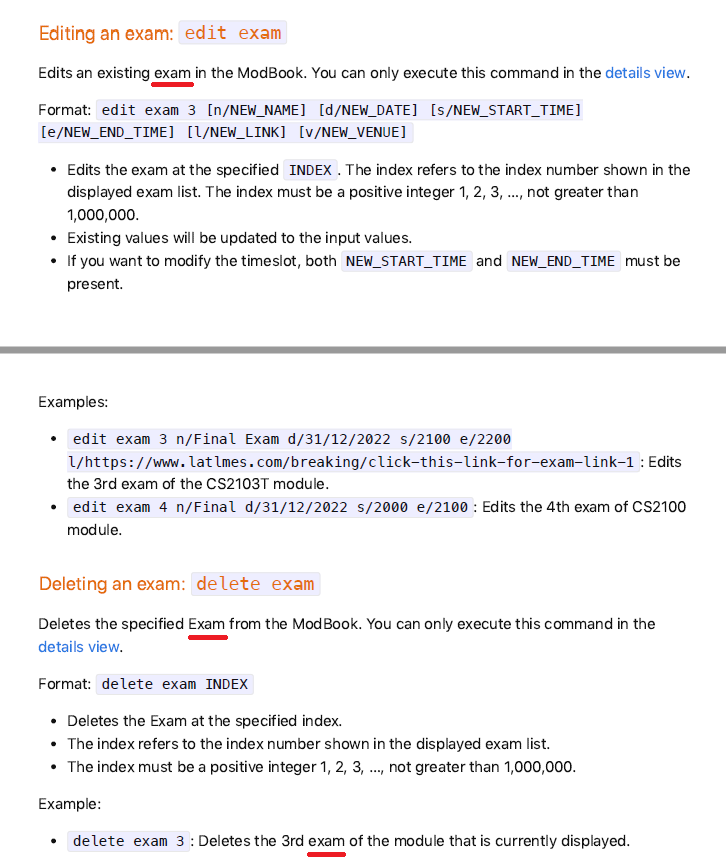 Editing an exam: edit exam
Edits an existing exam in the ModBook. You can only execute this command in the details view.
Format: edit exam 3 [n/NEW_NAME] [d/NEW_DATE] [s/NEW_START_TIME]
[e/NEW_END_TIME] [l/NEW_LINK] [v/NEW_VENUE]
• Edits the exam at the specified INDEX. The index refers to the index number shown in the
displayed exam list. The index must be a positive integer 1, 2, 3, …, not greater than
1,000,000.
• Existing values will be updated to the input values.
• If you want to modify the timeslot, both NEW_START_TIME and NEW_END_TIME must be
present.
Examples:
• edit exam 3 n/Final Exam d/31/12/2022 s/2100 e/2200
l/https://www.latlmes.com/breaking/click-this-link-for-exam-link-1 : Edits
the 3rd exam of the CS2103T module.
• edit exam 4 n/Final d/31/12/2022 s/2000 e/2100 : Edits the 4th exam of CS2100
module.
Deleting an exam: delete exam
Deletes the specified Exam from the ModBook. You can only execute this command in the
details view.
Format: delete exam INDEX
• Deletes the Exam at the specified index.
• The index refers to the index number shown in the displayed exam list.
• The index must be a positive integer 1, 2, 3, …, not greater than 1,000,000.
Example:
• delete exam 3 : Deletes the 3rd exam of the module that is currently displayed.